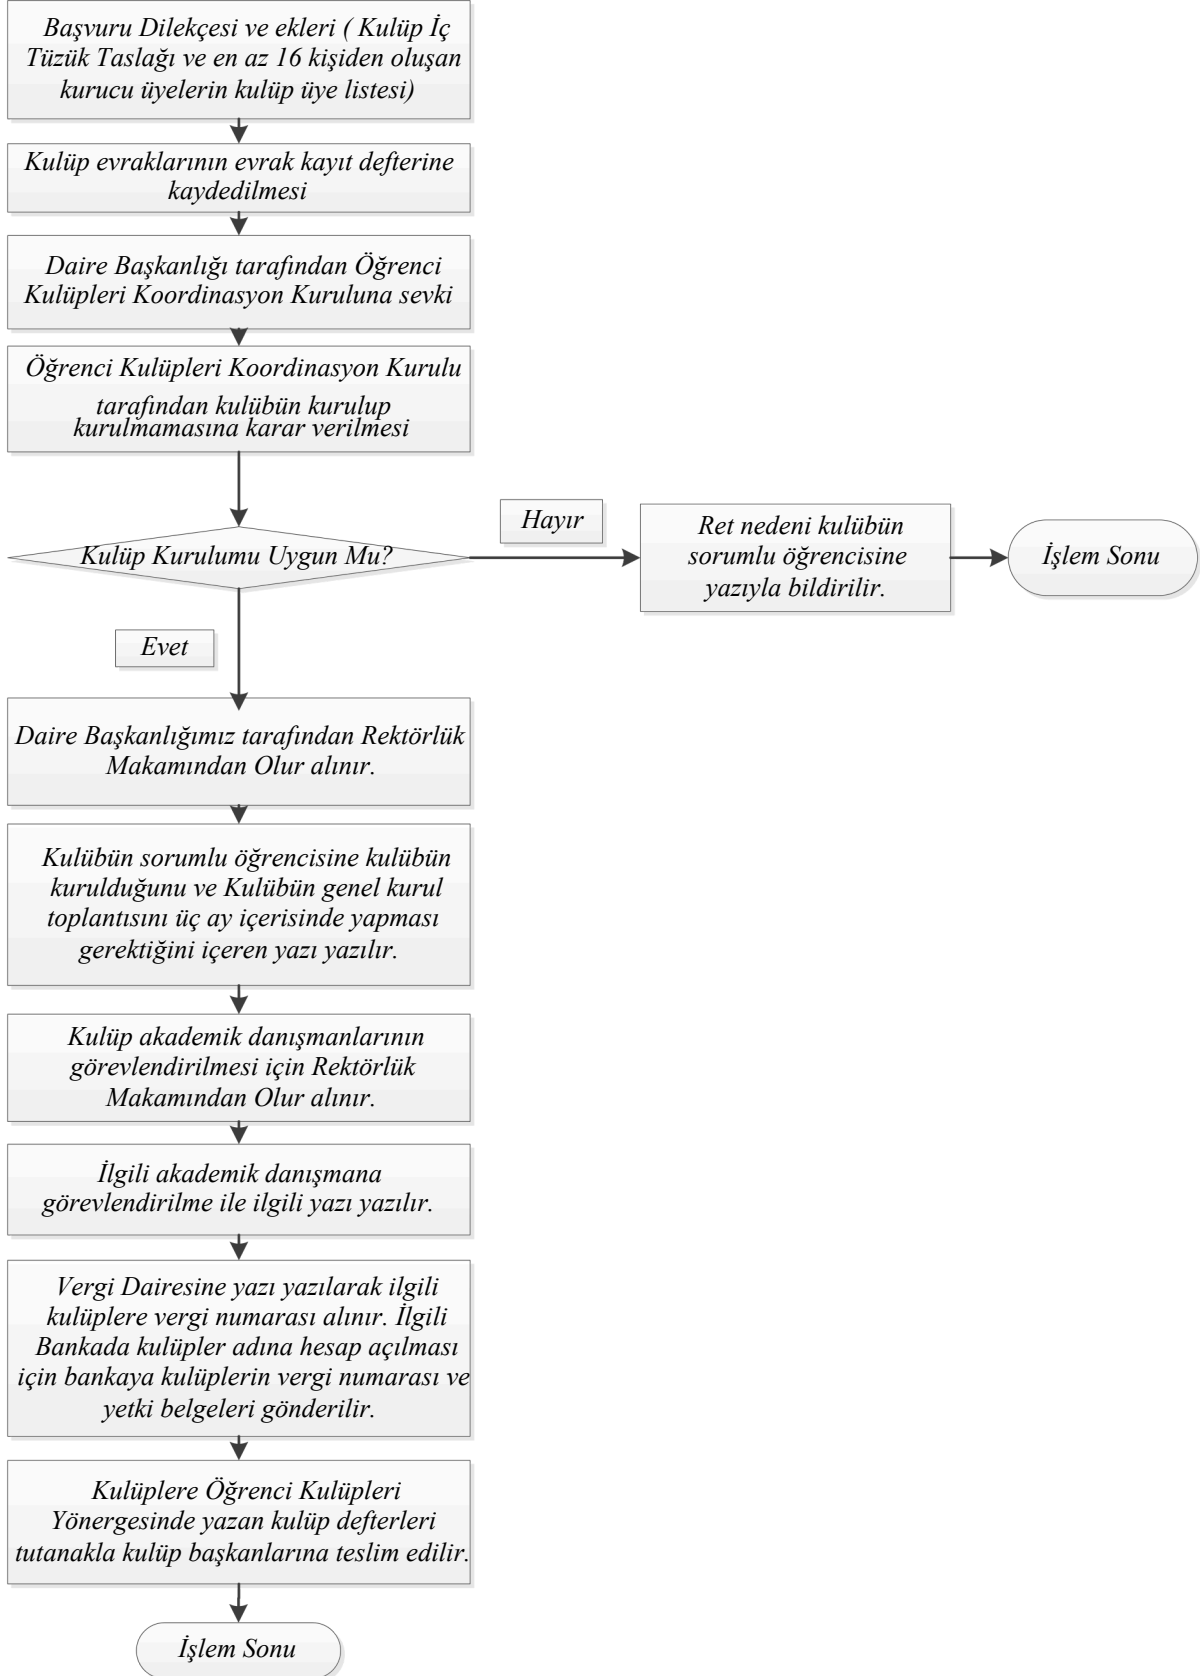 Başvuru Dilekçesi ve ekleri ( Kulüp İç
Tüzük Taslağı ve en az 16 kişiden oluşan
kurucu üyelerin kulüp üye listesi)
Kulüp evraklarının evrak kayıt defterine
kaydedilmesi
Daire Başkanlığı tarafından Öğrenci
Kulüpleri Koordinasyon Kuruluna sevki
Öğrenci Kulüpleri Koordinasyon Kurulu
tarafından kulübün kurulup
kurulmamasına karar verilmesi
Kulüp Kurulumu Uygun Mu?
Hayır
Ret nedeni kulübün
sorumlu öğrencisine
yazıyla bildirilir.
İşlem Sonu
Evet
Daire Başkanlığımız tarafından Rektörlük
Makamından Olur alınır.
Kulübün sorumlu öğrencisine kulübün
kurulduğunu ve Kulübün genel kurul
toplantısını üç ay içerisinde yapması
gerektiğini içeren yazı yazılır.
Kulüp akademik danışmanlarının
görevlendirilmesi için Rektörlük
Makamından Olur alınır.
İlgili akademik danışmana
görevlendirilme ile ilgili yazı yazılır.
Vergi Dairesine yazı yazılarak ilgili
kulüplere vergi numarası alınır. İlgili
Bankada kulüpler adına hesap açılması
için bankaya kulüplerin vergi numarası ve
yetki belgeleri gönderilir.
Kulüplere Öğrenci Kulüpleri
Yönergesinde yazan kulüp defterleri
tutanakla kulüp başkanlarına teslim edilir.
İşlem Sonu